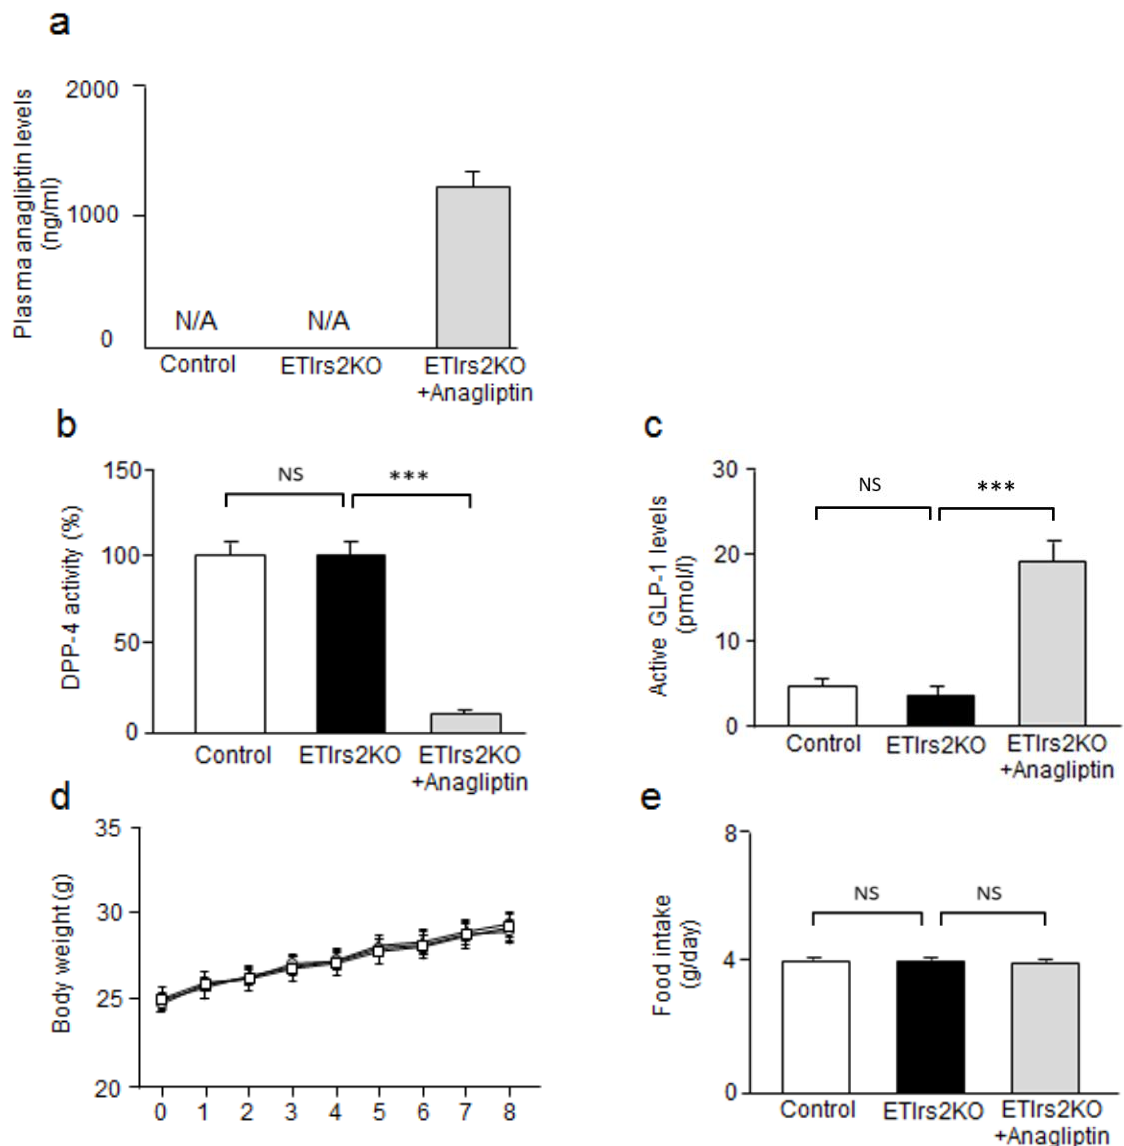 a
Plasma anagliptin levels
(ng/ml)
2000
1000
0
N/A
N/A
Control
ETIrs2KO
ETIrs2KO
+Anagliptin
b
DPP-4 activity (%)
150
100
50
0
NS
***
Control
ETIrs2KO
ETIrs2KO
+Anagliptin
c
Active GLP-1 levels
(pmol/l)
30
20
10
0
NS
***
Control
ETIrs2KO
ETIrs2KO
+Anagliptin
d
Body weight (g)
35
30
25
20
0 1 2 3 4 5 6 7 8
e
Food intake
(g/day)
8
4
0
NS
NS
Control
ETIrs2KO
ETIrs2KO
+Anagliptin